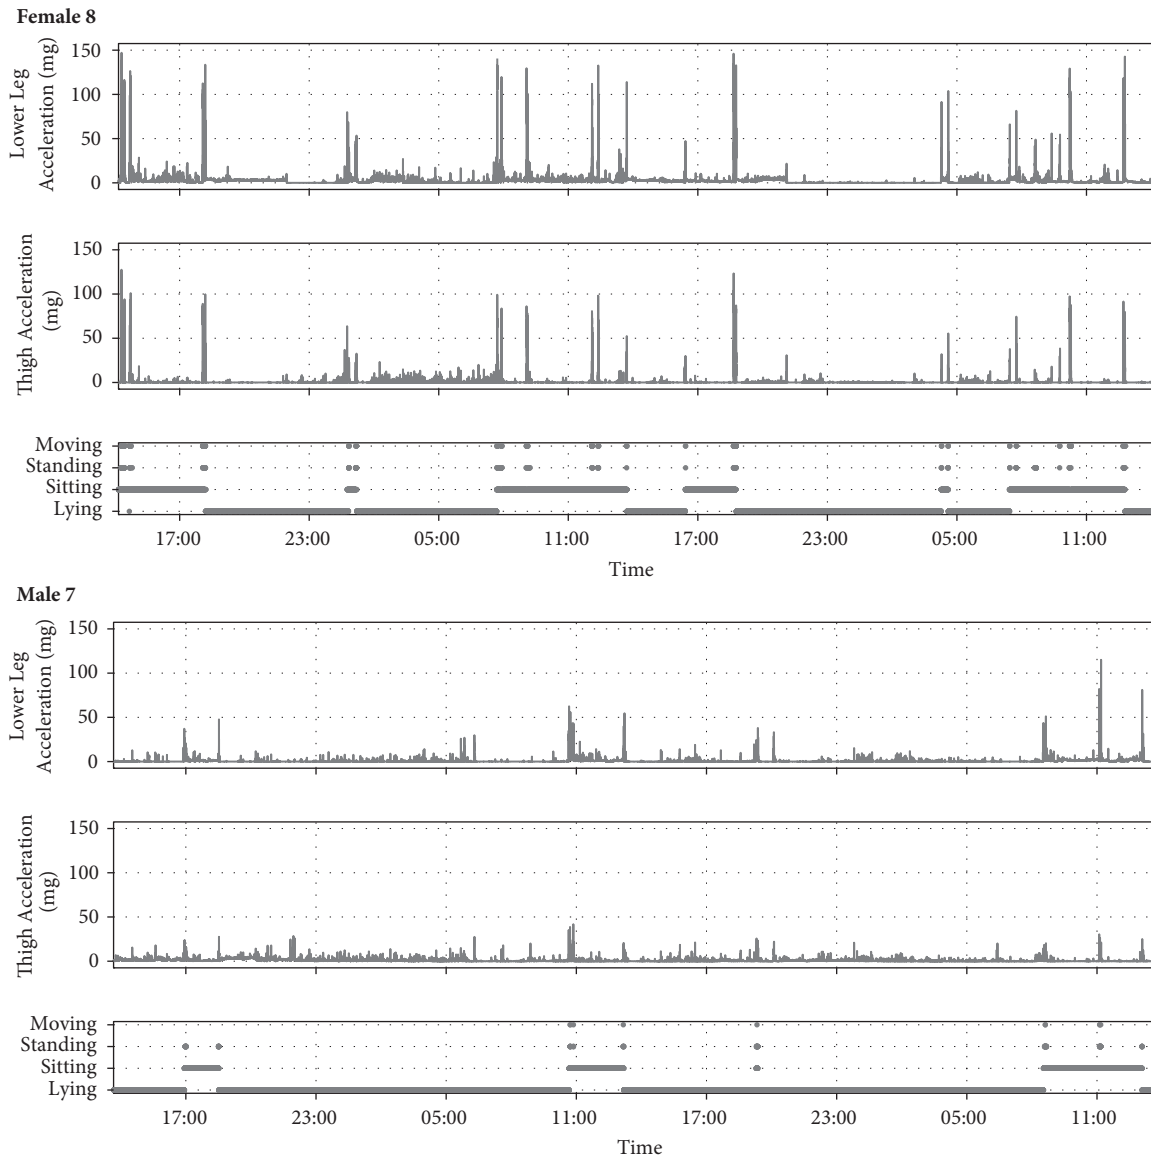 Female 8
Lower Leg
Acceleration (mg)
150
100
50
0
Thigh Acceleration
(mg)
150
100
50
0
Moving
Standing
Sitting
Lying
17:00 23:00 05:00 11:00 17:00 23:00 05:00 11:00
Time
Male 7
Lower Leg
Acceleration (mg)
150
100
50
0
Thigh Acceleration
(mg)
150
100
50
0
Moving
Standing
Sitting
Lying
17:00 23:00 05:00 11:00 17:00 23:00 05:00 11:00
Time